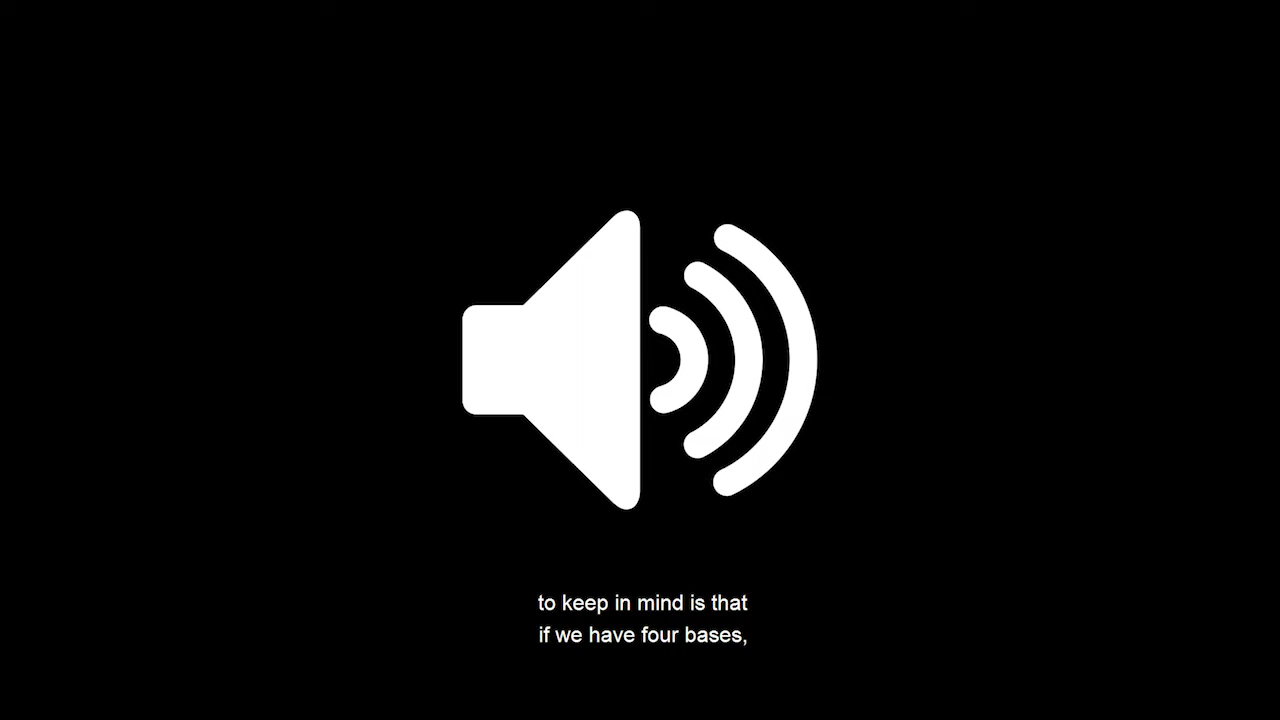 to keep in mind is that
if we have four bases,